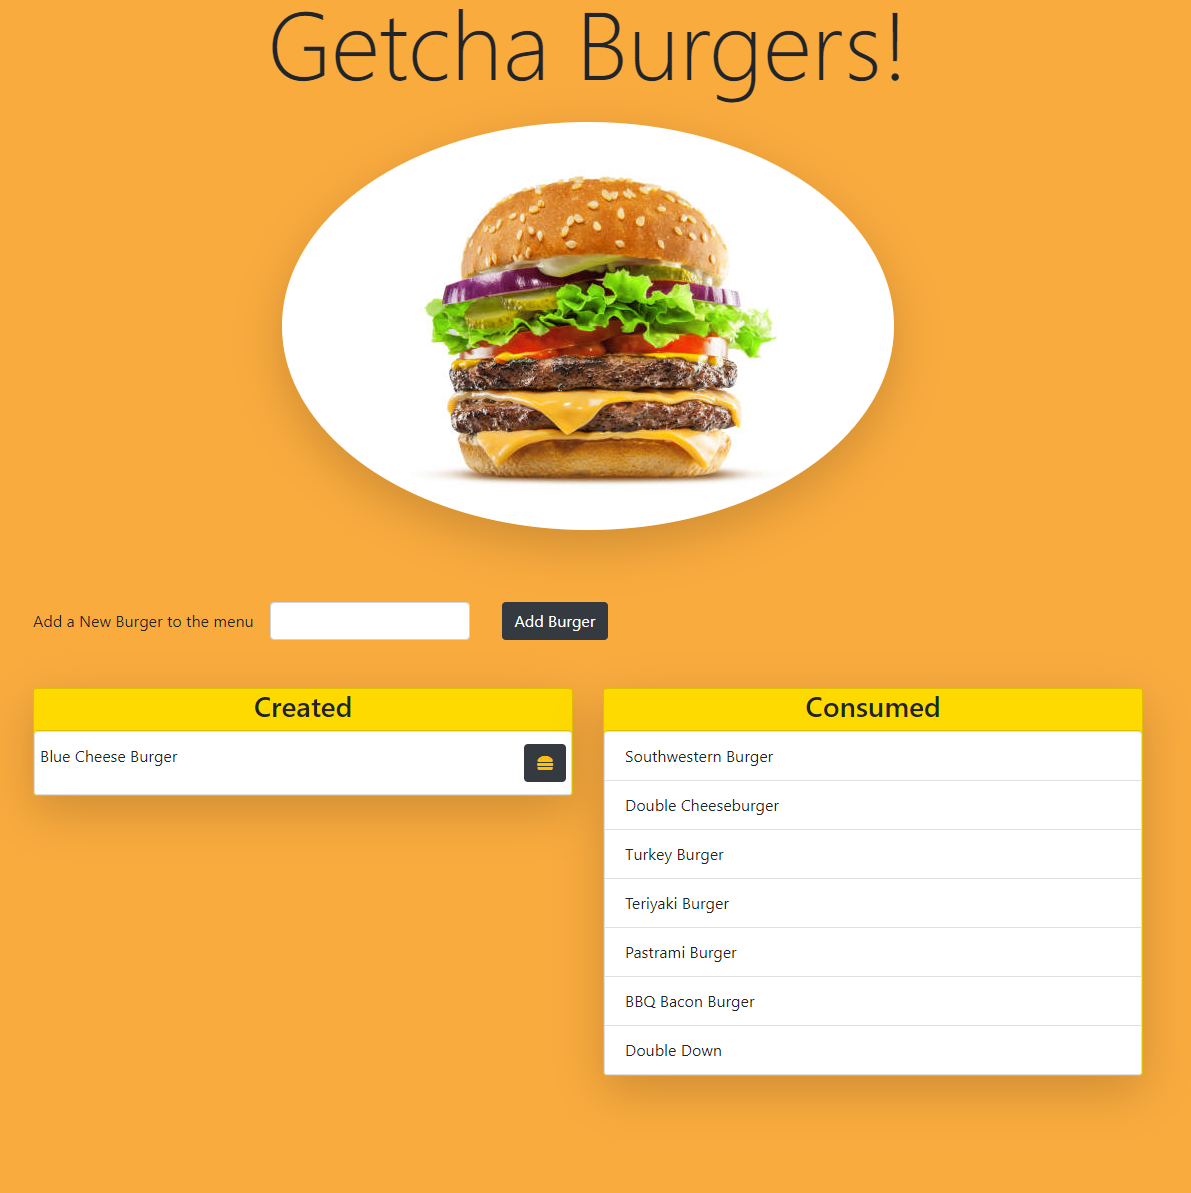 Getcha Burgers!
Add a New Burger to the menu
Add Burger
Created
Blue Cheese Burger
Consumed
Southwestern Burger
Double Cheeseburger
Turkey Burger
Teriyaki Burger
Pastrami Burger
BBQ Bacon Burger
Double Down